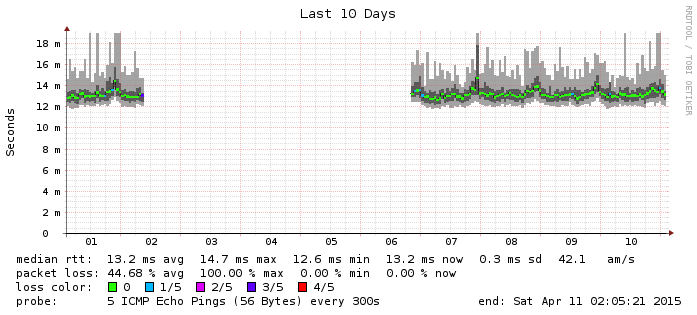 Last 10 Days
RRDTOOL / TOBI OETIKER
Seconds
18 m
16 m
14 m
12 m
10 m
8 m
6 m
4 m
2 m
0
01 02 03 04 05 06 07 08 09 10
median rtt: 13.2 ms avg 14.7 ms max 12.6 ms min 13.2 ms now 0.3 ms sd 42.1 am/s
packet loss: 44.68 % avg 100.00 % max 0.00 % min 0.00 % now
loss color: 0 1/5 2/5 3/5 4/5
probe: 5 ICMP Echo Pings (56 Bytes) every 300s end: Sat Apr 11 02:05:21 2015